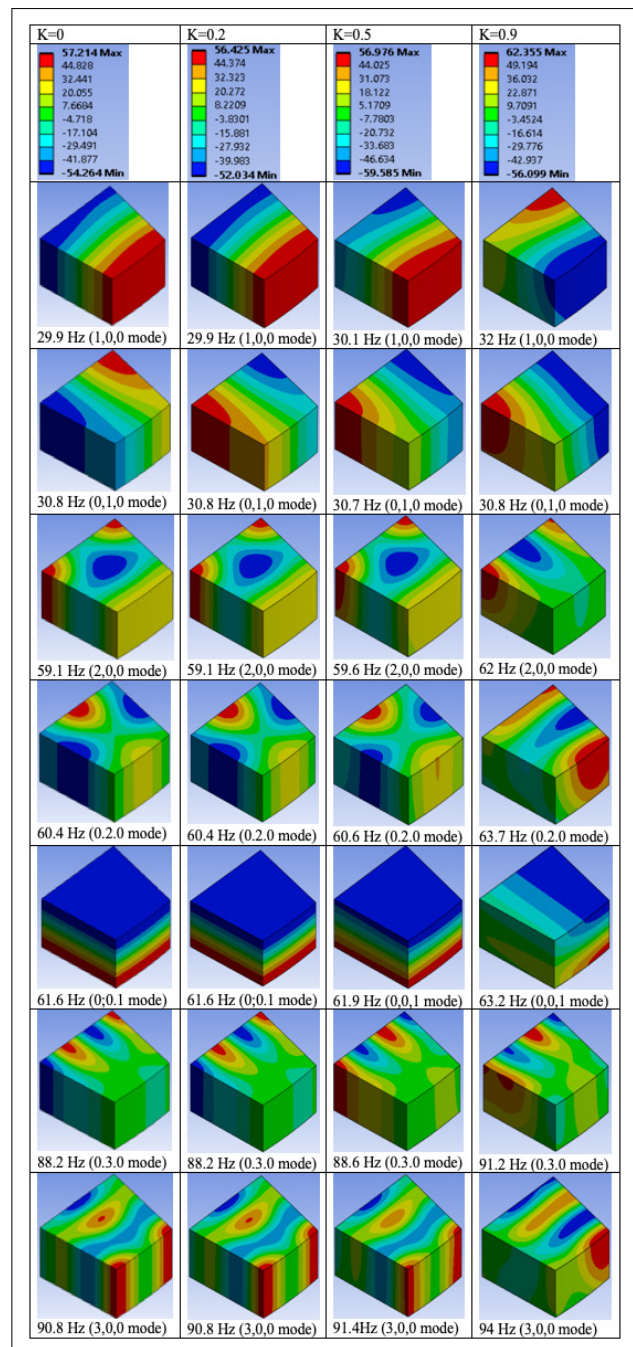 K=0 K=0.2 K=0.5 K=0.9
57.214 Max 56.425 Max 56.976 Max 62.355 Max
44.828 44.374 44.025 49.194
32.441 32.323 31.073 36.032
20.055 20.272 18.122 22.871
7.6684 8.2209 5.1709 9.7091
-4.718 -3.8301 -7.7803 -3.4524
-17.104 -15.881 -20.732 -16.614
-29.491 -27.932 -33.683 -29.776
-41.877 -39.983 -46.634 -42.937
-54.264 Min -52.034 Min -59.585 Min -56.099 Min
29.9 Hz (1,0,0 mode) 29.9 Hz (1,0,0 mode) 30.1 Hz (1,0,0 mode) 32 Hz (1,0,0 mode)
30.8 Hz (0,1,0 mode) 30.8 Hz (0,1,0 mode) 30.7 Hz (0,1,0 mode) 30.8 Hz (0,1,0 mode)
59.1 Hz (2,0,0 mode) 59.1 Hz (2,0,0 mode) 59.6 Hz (2,0,0 mode) 62 Hz (2,0,0 mode)
60.4 Hz (0.2.0 mode) 60.4 Hz (0.2.0 mode) 60.6 Hz (0.2.0 mode) 63.7 Hz (0.2.0 mode)
61.6 Hz (0;0.1 mode) 61.6 Hz (0;0.1 mode) 61.9 Hz (0,0,1 mode) 63.2 Hz (0,0,1 mode)
88.2 Hz (0.3.0 mode) 88.2 Hz (0.3.0 mode) 88.6 Hz (0.3.0 mode) 91.2 Hz (0.3.0 mode)
90.8 Hz (3,0,0 mode) 90.8 Hz (3,0,0 mode) 91.4Hz (3,0,0 mode) 94 Hz (3,0,0 mode)